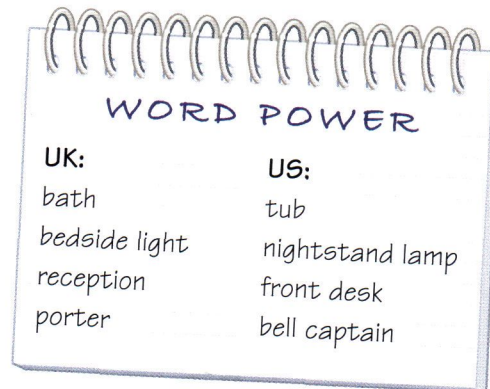 WORD POWER
UK:
bath
bedside light
reception
porter
US:
tub
nightstand lamp
front desk
bell captain